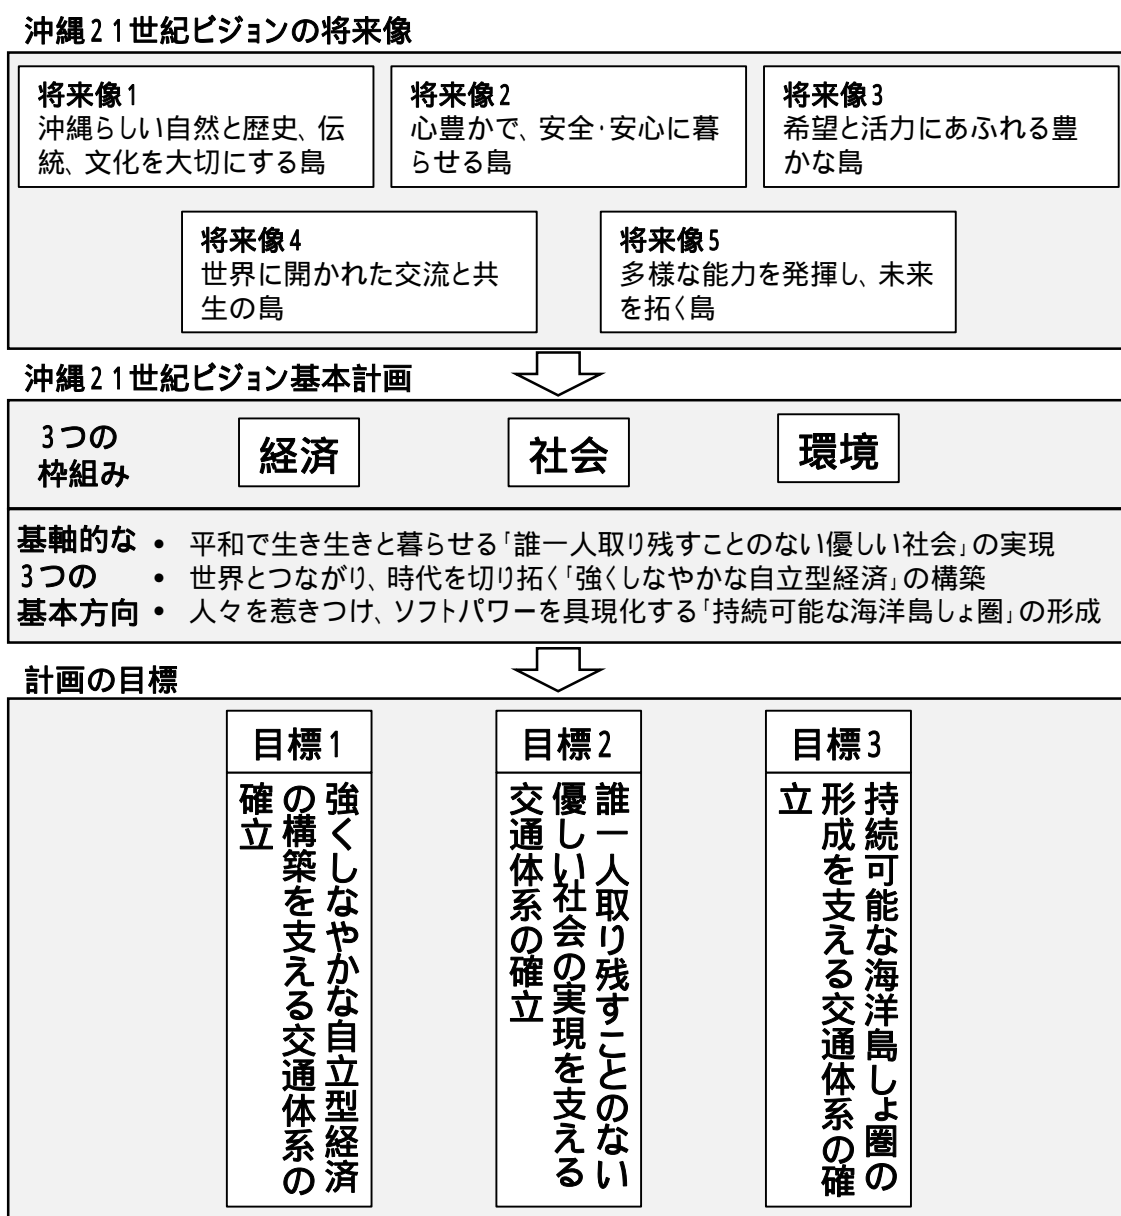 沖縄21世紀ビジョンの将来像
将来像1
沖縄らしい自然と歴史、伝
統、文化を大切にする島
将来像2
心豊かで、安全・安心に暮
らせる島
将来像3
希望と活力にあふれる豊
かな島
将来像4
世界に開かれた交流と共
生の島
将来像5
多様な能力を発揮し、未来
を拓く島
沖縄21世紀ビジョン基本計画
3つの
枠組み
経済
社会
環境
基軸的な
3つの
基本方向
• 平和で生き生きと暮らせる「誰一人取り残すことのない優しい社会」の実現
• 世界とつながり、時代を切り拓く「強くしなやかな自立型経済」の構築
• 人々を惹きつけ、ソフトパワーを具現化する「持続可能な海洋島しょ圏」の形成
計画の目標
目標1
強くしなやかな自立型経済
の構築を支える交通体系の
確立
目標2
誰一人取り残すことのない
優しい社会の実現を支える
交通体系の確立
目標3
持続可能な海洋島しょ圏の
形成を支える交通体系の確
立